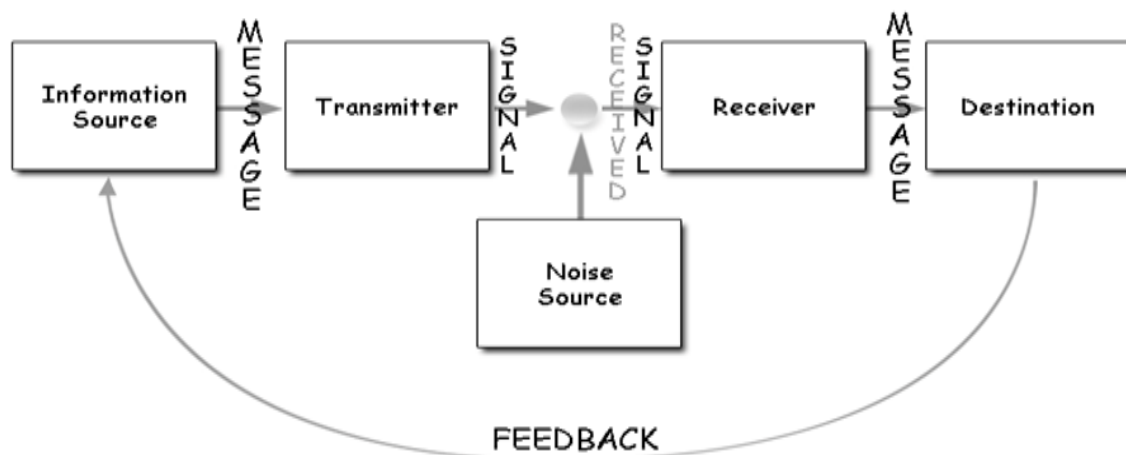 Information
Source
MESSAGE
Transmitter
SIGNAL
RECEIVED
SIGNAL
Receiver
MESSAGE
Destination
Noise
Source
FEEDBACK